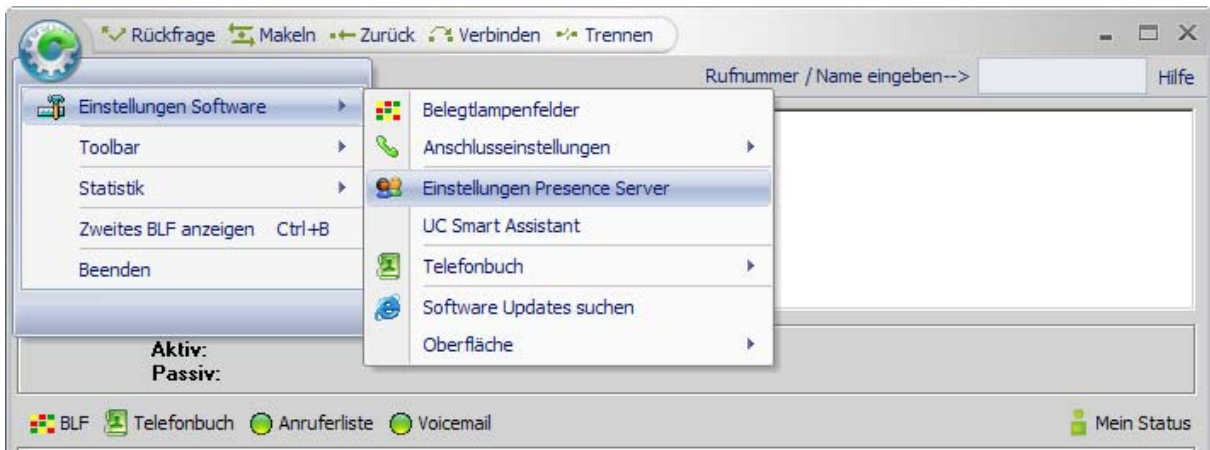 Rückfrage Makeln Zurück Verbinden Trennen
Rufnummer / Name eingeben--> Hilfe
Einstellungen Software
Toolbar
Statistik
Zweites BLF anzeigen Ctrl+B
Beenden
Belegtlampenfelder
Anschlusseinstellungen
Einstellungen Presence Server
UC Smart Assistant
Telefonbuch
Software Updates suchen
Oberfläche
Aktiv:
Passiv:
BLF Telefonbuch Anruferliste Voicemail Mein Status